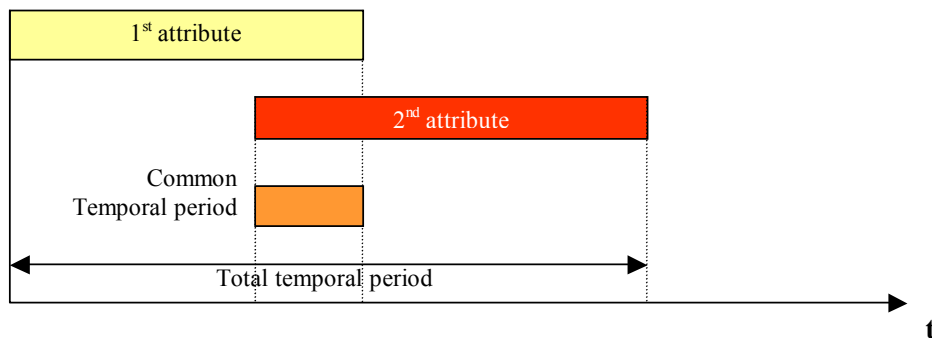 1st attribute
2nd attribute
Common
Temporal period
Total temporal period
t